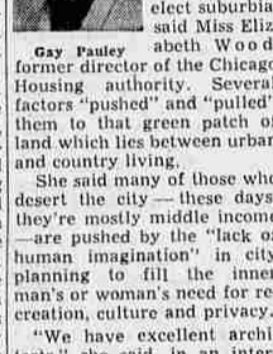 elect suburbia
said Miss Eliz
abeth Wood
Gay Pauley
former director of the Chicago
Housing authority. Several
factors "pushed" and "pulled"
them to that green patch of
land which lies between urban
and country living.
She said many of those who
desert the city — these days
they're mostly middle income
—are pushed by the "lack of
human imagination" in city
planning to fill the inner
man's or woman's need for re-
creation, culture and privacy.
"We have excellent archi